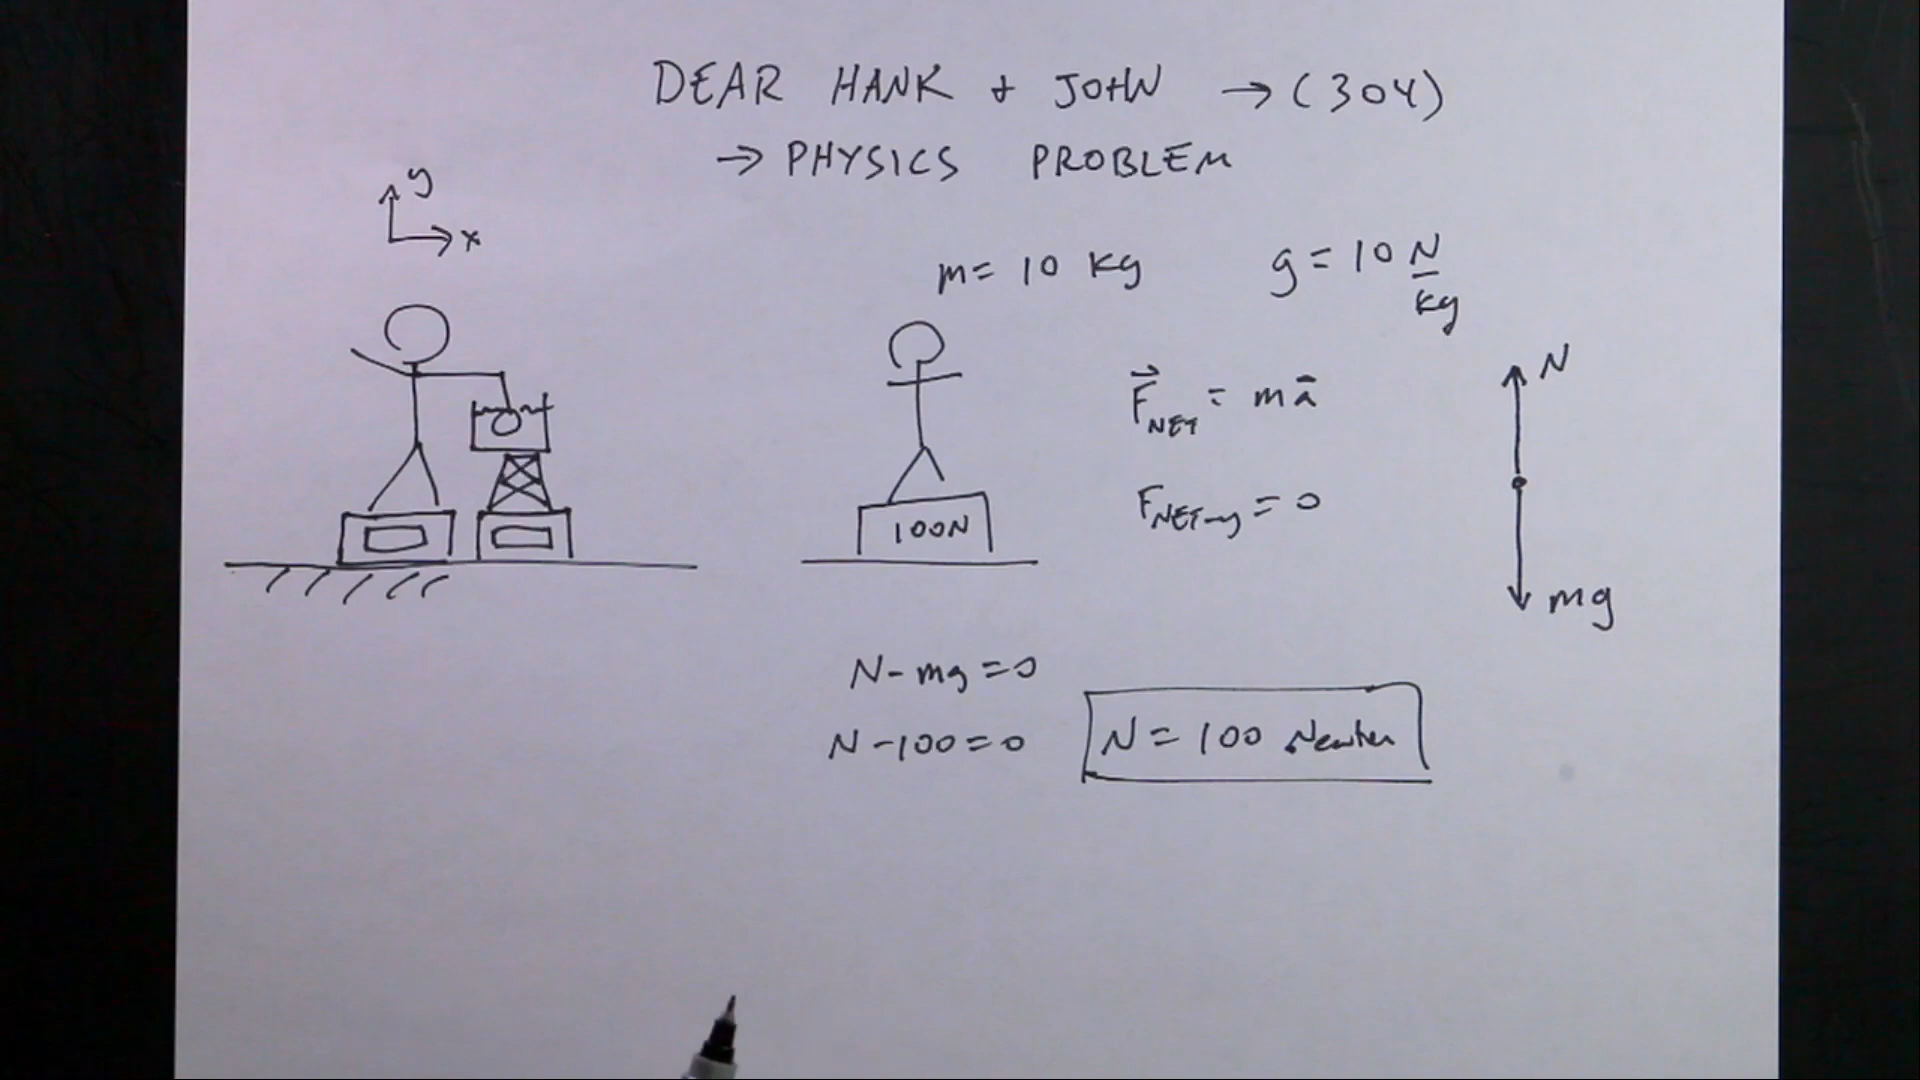 DEAR HANK + JOHN → (304)
→ PHYSICS PROBLEM
y
x
m = 10 kg
g = 10 N/kg
100N
F⃗NET = ma⃗
FNET-y = 0
N
mg
N - mg = 0
N - 100 = 0
N = 100 Newton